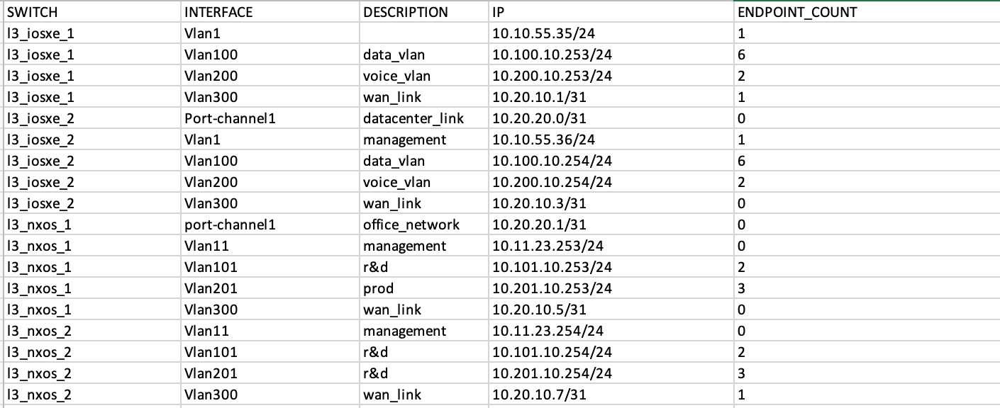 SWITCH INTERFACE DESCRIPTION IP ENDPOINT_COUNT
l3_iosxe_1 Vlan1 10.10.55.35/24 1
l3_iosxe_1 Vlan100 data_vlan 10.100.10.253/24 6
l3_iosxe_1 Vlan200 voice_vlan 10.200.10.253/24 2
l3_iosxe_1 Vlan300 wan_link 10.20.10.1/31 1
l3_iosxe_2 Port-channel1 datacenter_link 10.20.20.0/31 0
l3_iosxe_2 Vlan1 management 10.10.55.36/24 1
l3_iosxe_2 Vlan100 data_vlan 10.100.10.254/24 6
l3_iosxe_2 Vlan200 voice_vlan 10.200.10.254/24 2
l3_iosxe_2 Vlan300 wan_link 10.20.10.3/31 0
l3_nxos_1 port-channel1 office_network 10.20.20.1/31 0
l3_nxos_1 Vlan11 management 10.11.23.253/24 0
l3_nxos_1 Vlan101 r&d 10.101.10.253/24 2
l3_nxos_1 Vlan201 prod 10.201.10.253/24 3
l3_nxos_1 Vlan300 wan_link 10.20.10.5/31 0
l3_nxos_2 Vlan11 management 10.11.23.254/24 0
l3_nxos_2 Vlan101 r&d 10.101.10.254/24 2
l3_nxos_2 Vlan201 r&d 10.201.10.254/24 3
l3_nxos_2 Vlan300 wan_link 10.20.10.7/31 1